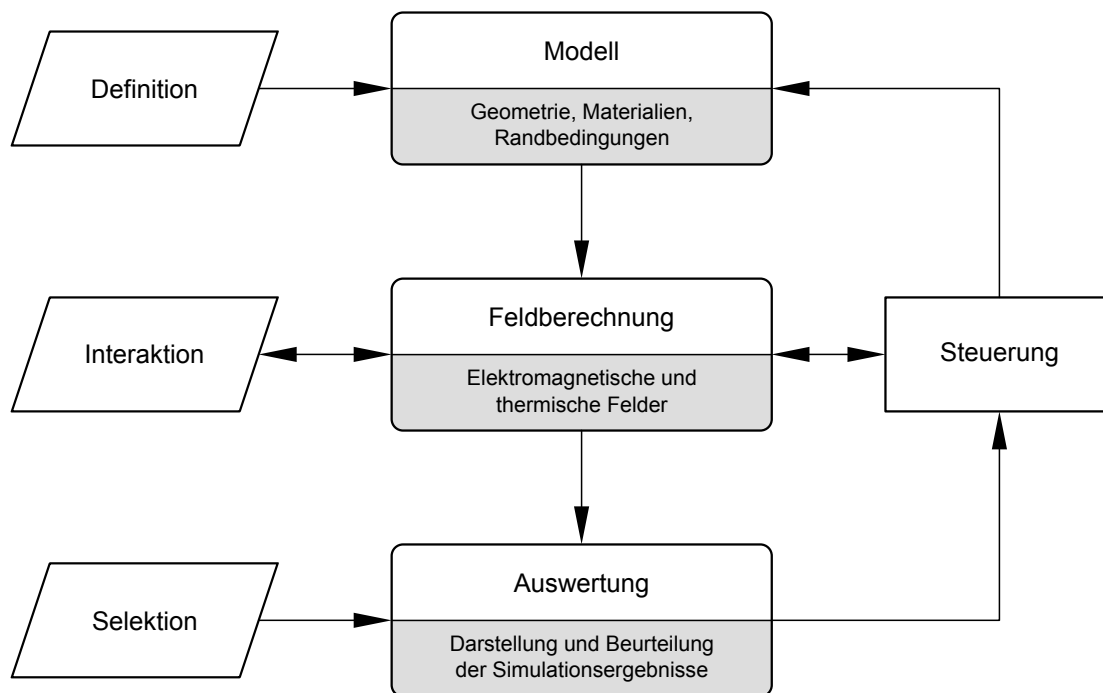 Definition
Modell
Geometrie, Materialien,
Randbedingungen
Interaktion
Feldberechnung
Elektromagnetische und
thermische Felder
Steuerung
Selektion
Auswertung
Darstellung und Beurteilung
der Simulationsergebnisse